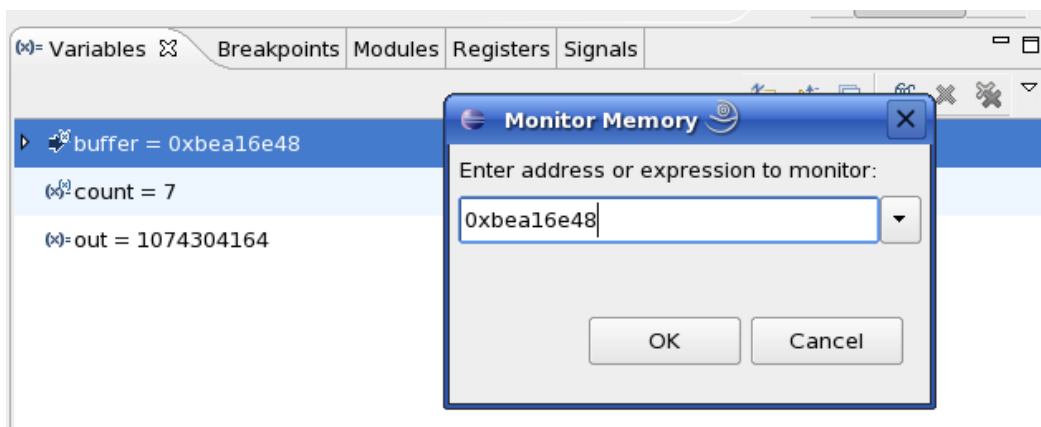 (x)= Variables Breakpoints Modules Registers Signals
Monitor Memory
buffer = 0xbea16e48
Enter address or expression to monitor:
(x)= count = 7
0xbea16e48
(x)= out = 1074304164
OK Cancel